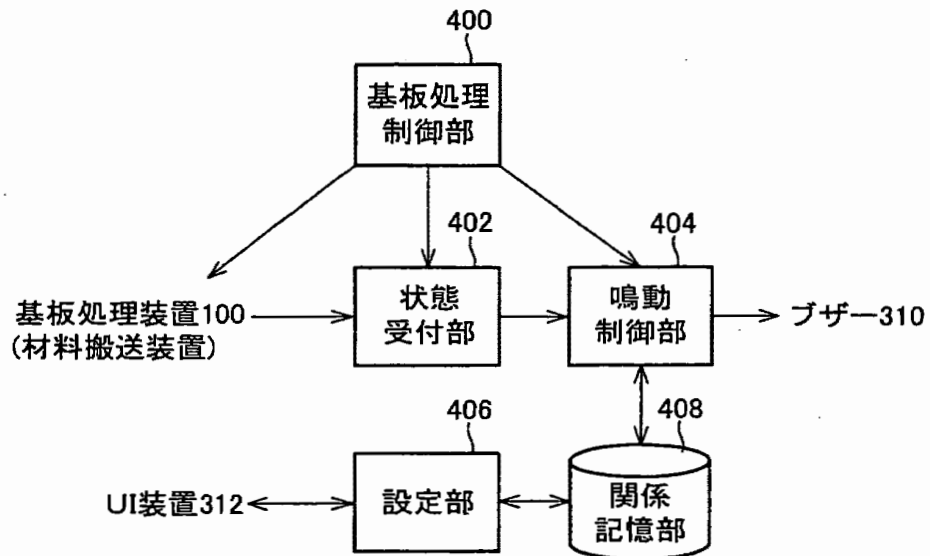 400
基板処理
制御部
402
404
基板処理装置100
(材料搬送装置)
状態
受付部
鳴動
制御部
ブザー310
406
408
UI装置312
設定部
関係
記憶部